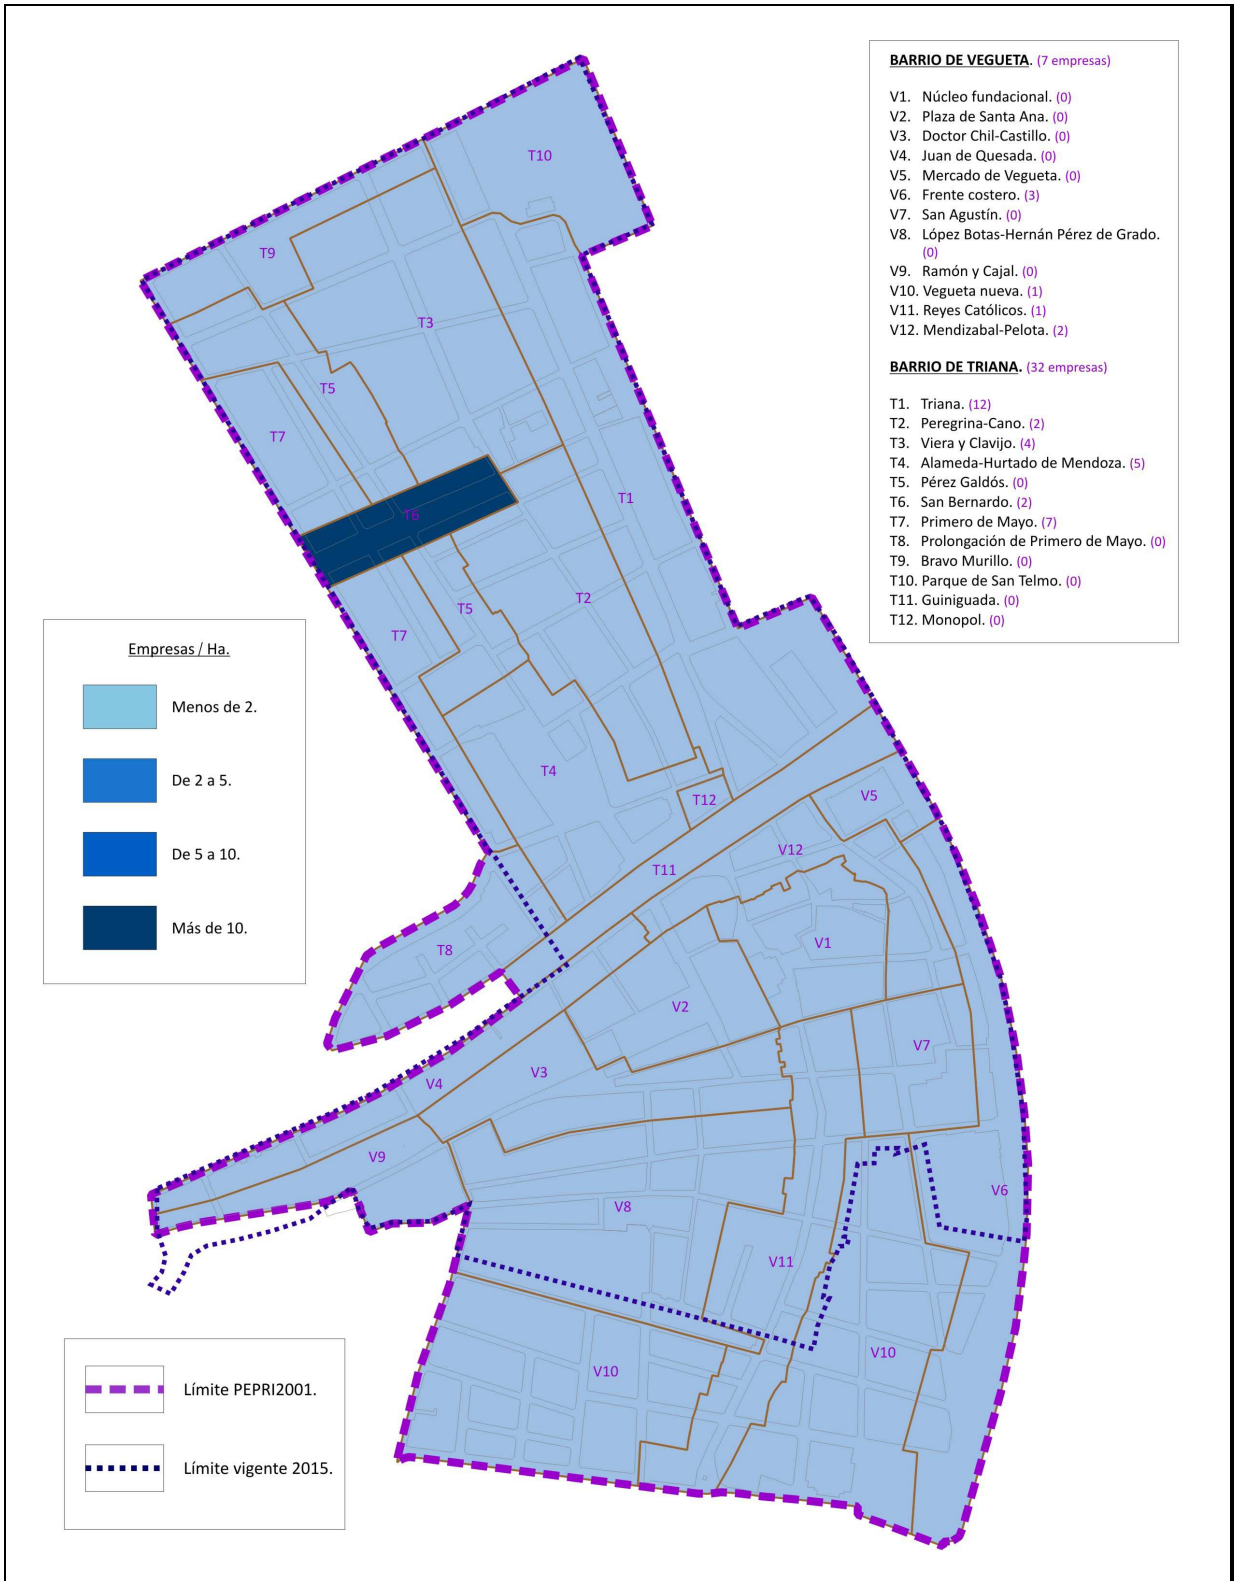 BARRIO DE VEGUETA. (7 empresas)
V1. Núcleo fundacional. (0)
V2. Plaza de Santa Ana. (0)
V3. Doctor Chil-Castillo. (0)
V4. Juan de Quesada. (0)
V5. Mercado de Vegueta. (0)
V6. Frente costero. (3)
V7. San Agustín. (0)
V8. López Botas-Hernán Pérez de Grado.
(0)
V9. Ramón y Cajal. (0)
V10. Vegueta nueva. (1)
V11. Reyes Católicos. (1)
V12. Mendizabal-Pelota. (2)
BARRIO DE TRIANA. (32 empresas)
T1. Triana. (12)
T2. Peregrina-Cano. (2)
T3. Viera y Clavijo. (4)
T4. Alameda-Hurtado de Mendoza. (5)
T5. Pérez Galdós. (0)
T6. San Bernardo. (2)
T7. Primero de Mayo. (7)
T8. Prolongación de Primero de Mayo. (0)
T9. Bravo Murillo. (0)
T10. Parque de San Telmo. (0)
T11. Guiniguada. (0)
T12. Monopol. (0)
T10
T9
T3
T5
T7
T1
T6
T2
T5
T7
T4
T12
V5
V12
T11
V1
T8
V2
V7
V3
V4
V9
V6
V8
V11
V10
V10
Empresas / Ha.
Menos de 2.
De 2 a 5.
De 5 a 10.
Más de 10.
Límite PEPRI2001.
Límite vigente 2015.